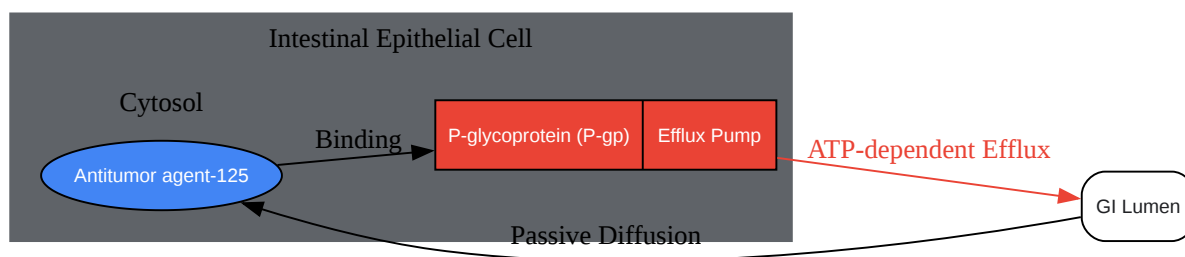 Intestinal Epithelial Cell
Cytosol
Binding
P-glycoprotein (P-gp)
Efflux Pump
Antitumor agent-125
ATP-dependent Efflux
GI Lumen
Passive Diffusion